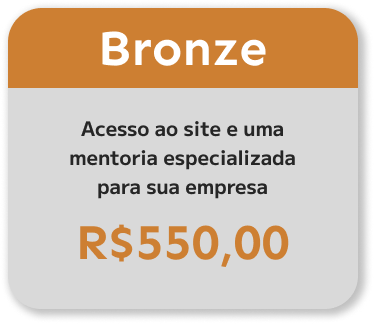 Bronze
Acesso ao site e uma
mentoria especializada
para sua empresa
R$550,00